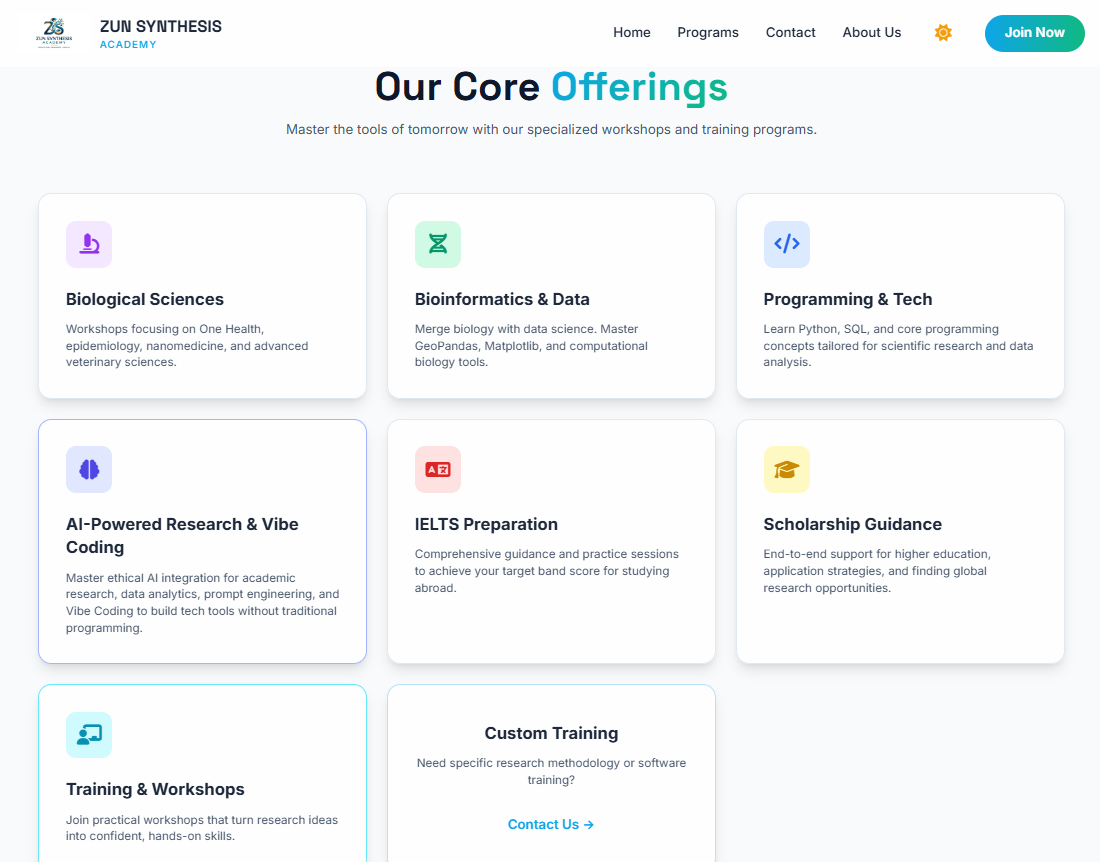 ZUN SYNTHESIS
ACADEMY
ZUN SYNTHESIS
ACADEMY
Home
Programs
Contact
About Us
Join Now
Our Core Offerings
Master the tools of tomorrow with our specialized workshops and training programs.
Biological Sciences
Workshops focusing on One Health,
epidemiology, nanomedicine, and advanced
veterinary sciences.
Bioinformatics & Data
Merge biology with data science. Master
GeoPandas, Matplotlib, and computational
biology tools.
Programming & Tech
Learn Python, SQL, and core programming
concepts tailored for scientific research and data
analysis.
AI-Powered Research & Vibe
Coding
Master ethical AI integration for academic
research, data analytics, prompt engineering, and
Vibe Coding to build tech tools without traditional
programming.
IELTS Preparation
Comprehensive guidance and practice sessions
to achieve your target band score for studying
abroad.
Scholarship Guidance
End-to-end support for higher education,
application strategies, and finding global
research opportunities.
Training & Workshops
Join practical workshops that turn research ideas
into confident, hands-on skills.
Custom Training
Need specific research methodology or software
training?
Contact Us →